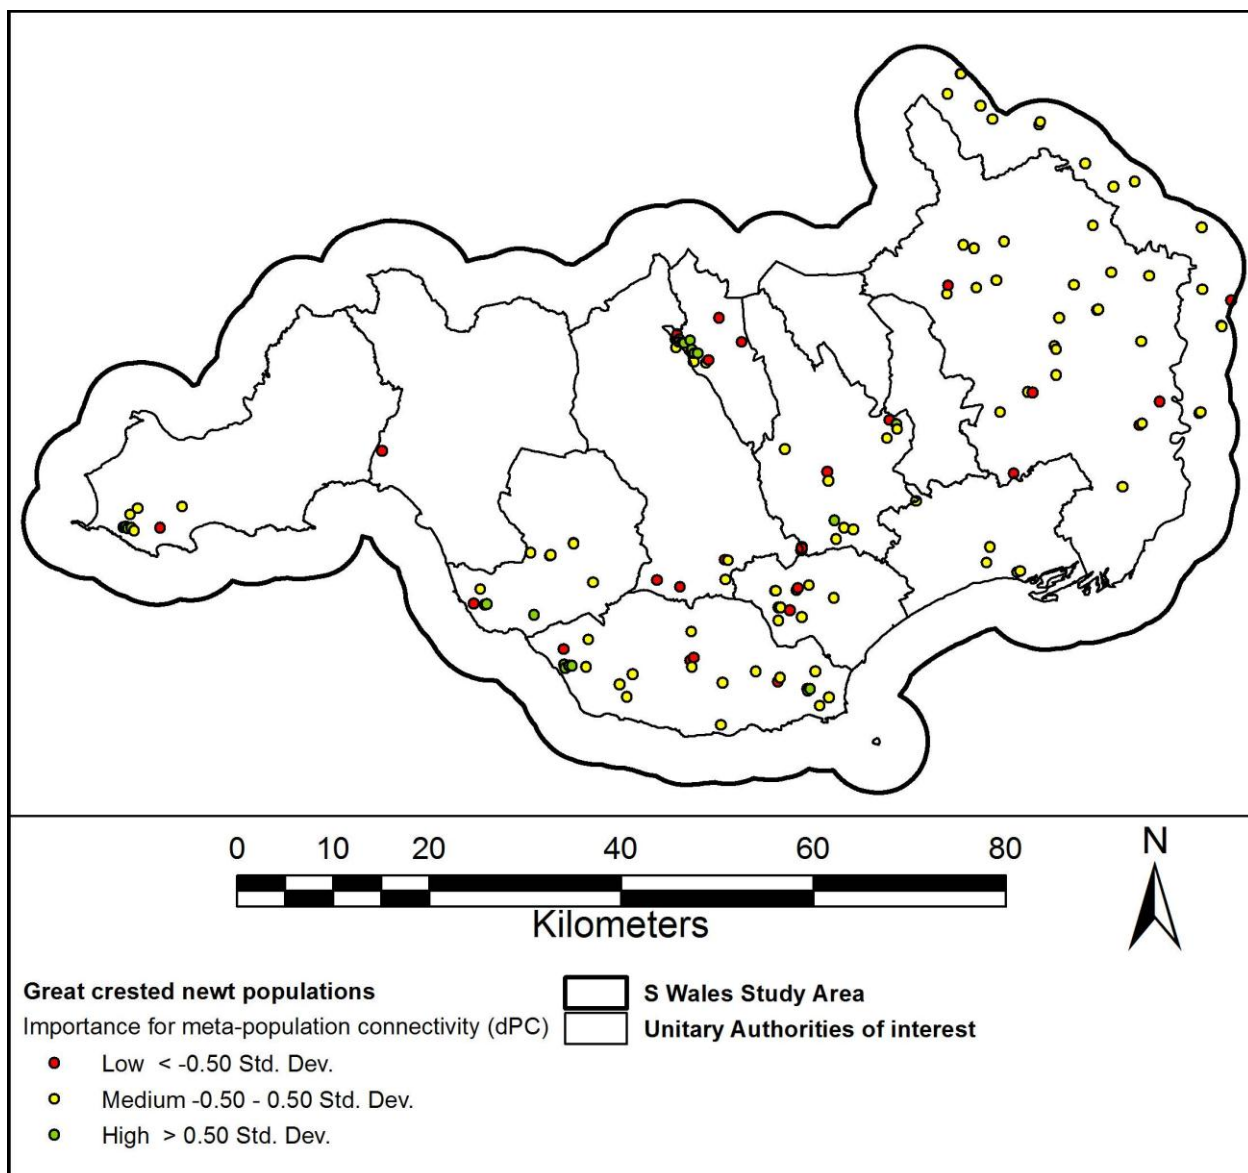 0 10 20 40 60 80
N
Kilometers
Great crested newt populations
Importance for meta-population connectivity (dPC)
Low < -0.50 Std. Dev.
Medium -0.50 - 0.50 Std. Dev.
High > 0.50 Std. Dev.
S Wales Study Area
Unitary Authorities of interest